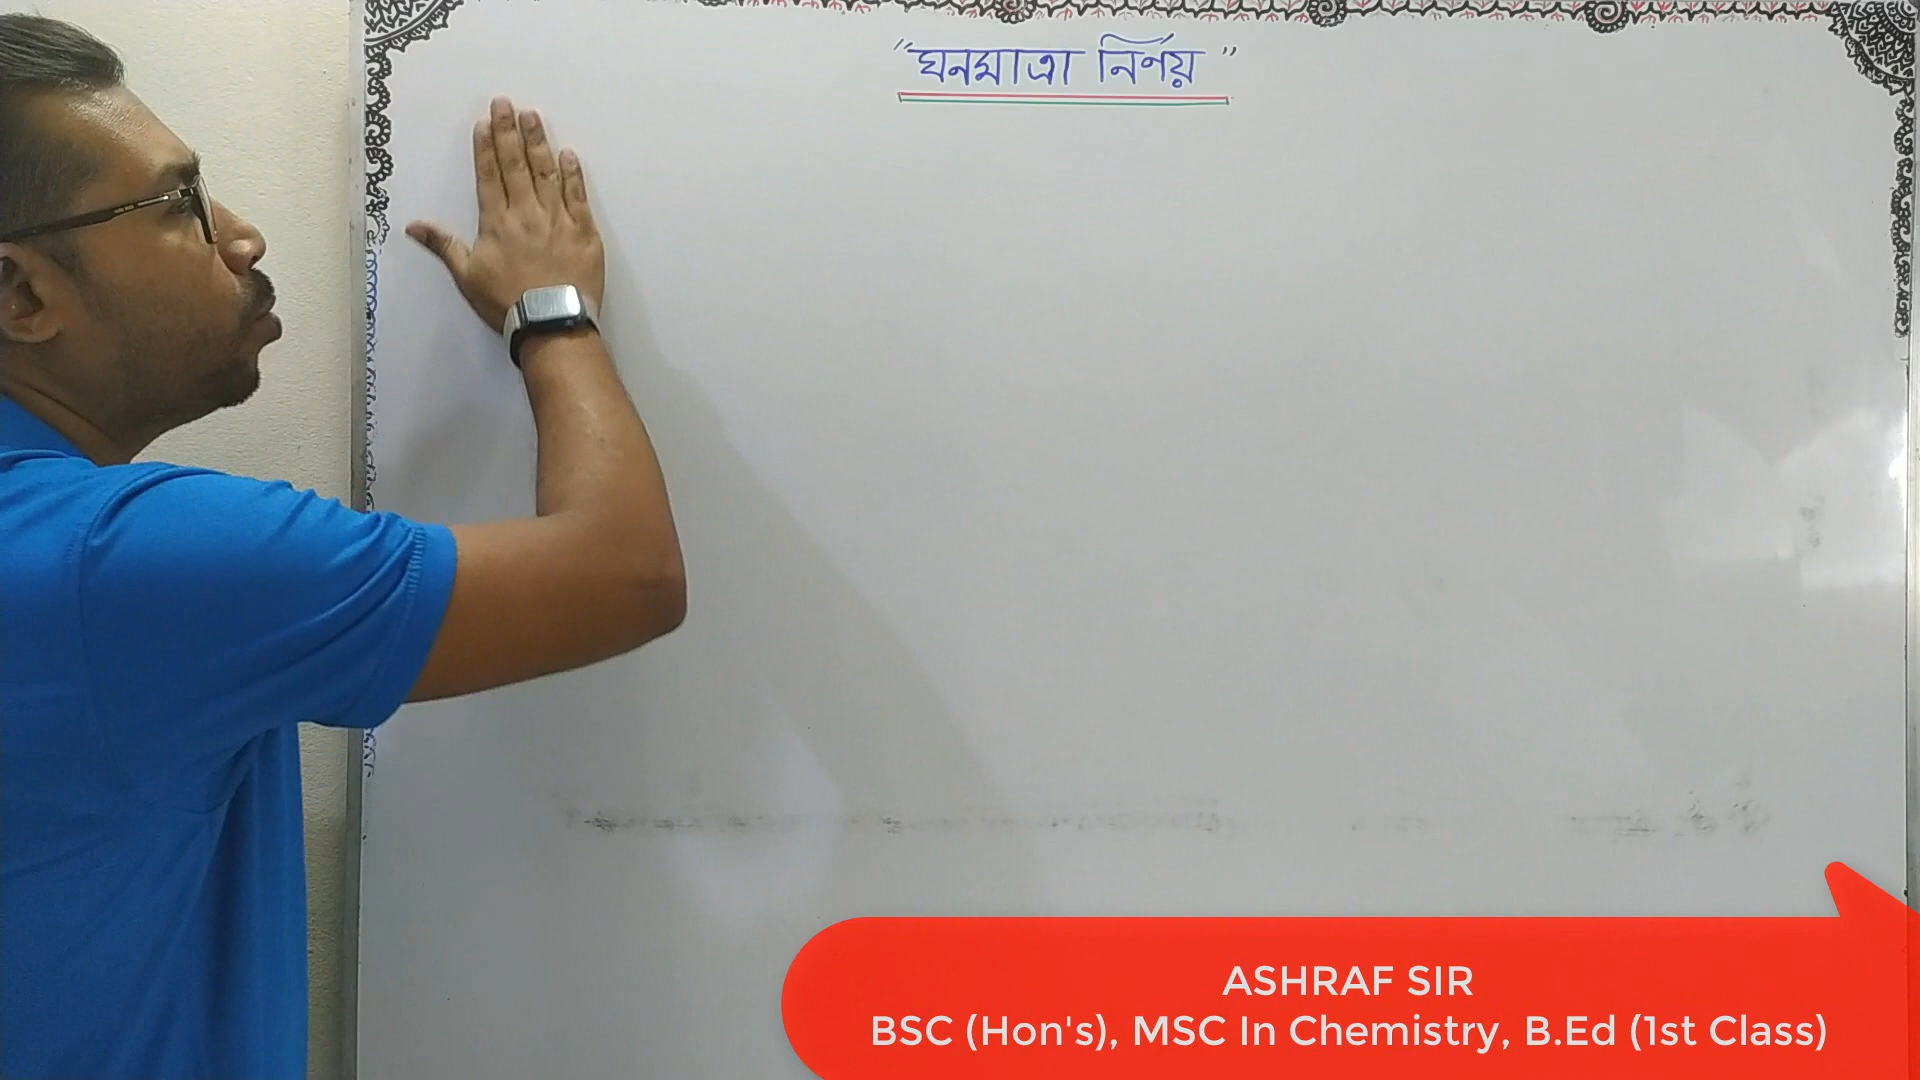 "ঘনমাত্রা নির্ণয়"
ASHRAF SIR
BSC (Hon's), MSC In Chemistry, B.Ed (1st Class)